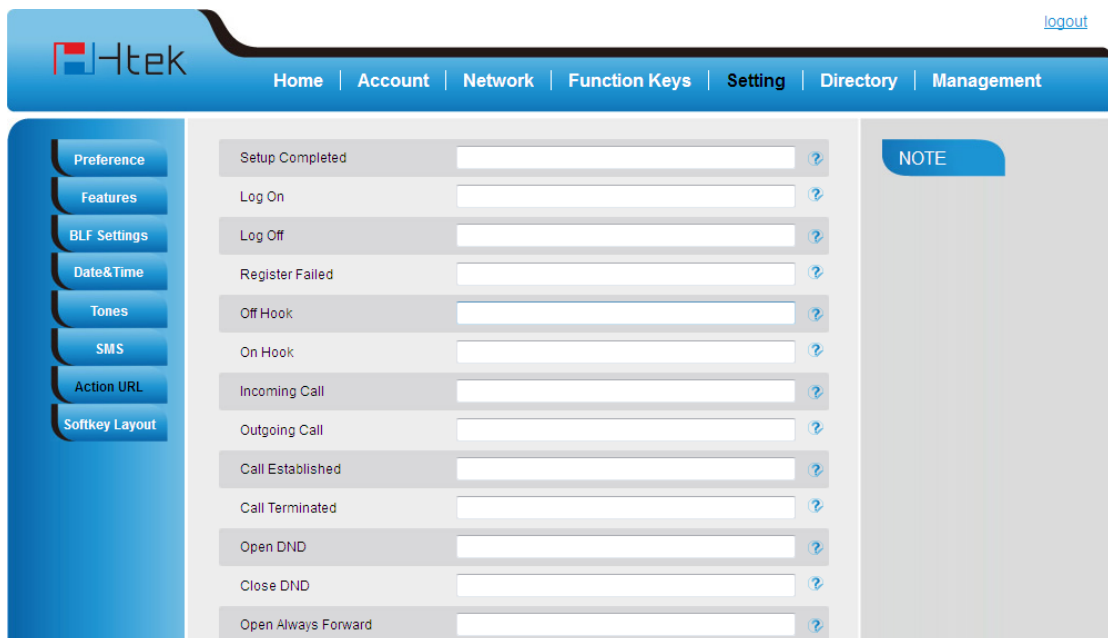 logout
Htek
Home | Account | Network | Function Keys | Setting | Directory | Management
Preference
Features
BLF Settings
Date&Time
Tones
SMS
Action URL
Softkey Layout
Setup Completed
Log On
Log Off
Register Failed
Off Hook
On Hook
Incoming Call
Outgoing Call
Call Established
Call Terminated
Open DND
Close DND
Open Always Forward
NOTE